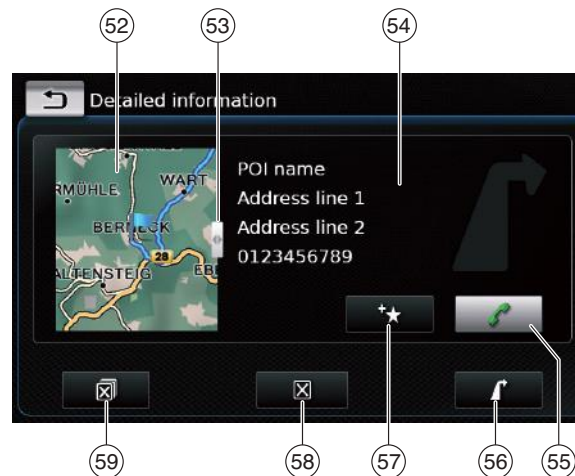 52 53 54
Detailed information
RMÜHLE
WART
BERNECK
28
ALTENSTEIG
EBE
POI name
Address line 1
Address line 2
0123456789
59 58 57 56 55